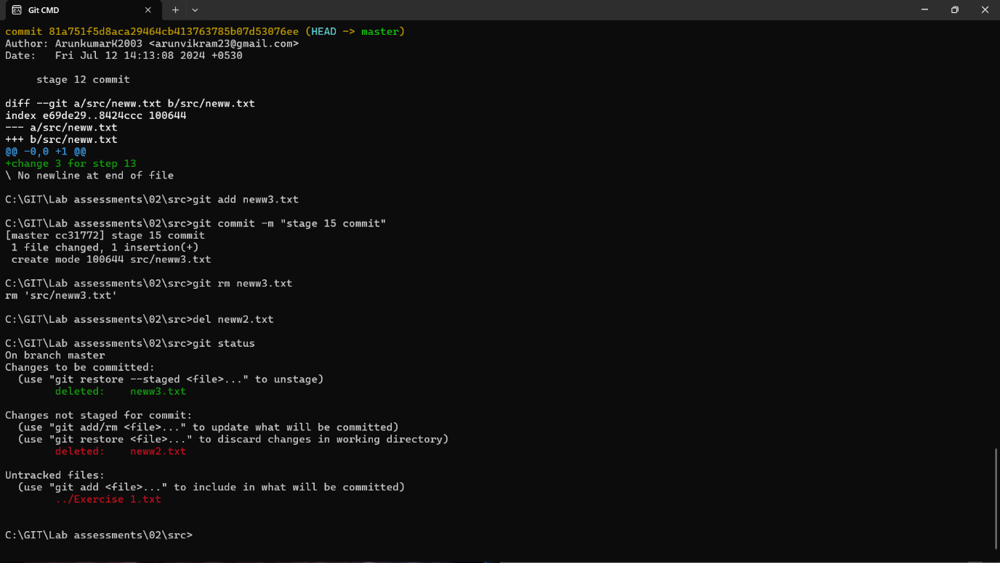 Git CMD
commit 81a751f5d8aca29464cb413763785b07d53076ee (HEAD -> master)
Author: ArunkumarK2003 <arunvikram23@gmail.com>
Date:   Fri Jul 12 14:13:08 2024 +0530
stage 12 commit
diff --git a/src/neww.txt b/src/neww.txt
index e69de29..8424ccc 100644
--- a/src/neww.txt
+++ b/src/neww.txt
@@ -0,0 +1 @@
+change 3 for step 13
\ No newline at end of file
C:\GIT\Lab assessments\02\src>git add neww3.txt
C:\GIT\Lab assessments\02\src>git commit -m "stage 15 commit"
[master cc31772] stage 15 commit
 1 file changed, 1 insertion(+)
 create mode 100644 src/neww3.txt
C:\GIT\Lab assessments\02\src>git rm neww3.txt
rm 'src/neww3.txt'
C:\GIT\Lab assessments\02\src>del neww2.txt
C:\GIT\Lab assessments\02\src>git status
On branch master
Changes to be committed:
  (use "git restore --staged <file>..." to unstage)
        deleted:    neww3.txt
Changes not staged for commit:
  (use "git add/rm <file>..." to update what will be committed)
  (use "git restore <file>..." to discard changes in working directory)
        deleted:    neww2.txt
Untracked files:
  (use "git add <file>..." to include in what will be committed)
        ../Exercise 1.txt
C:\GIT\Lab assessments\02\src>